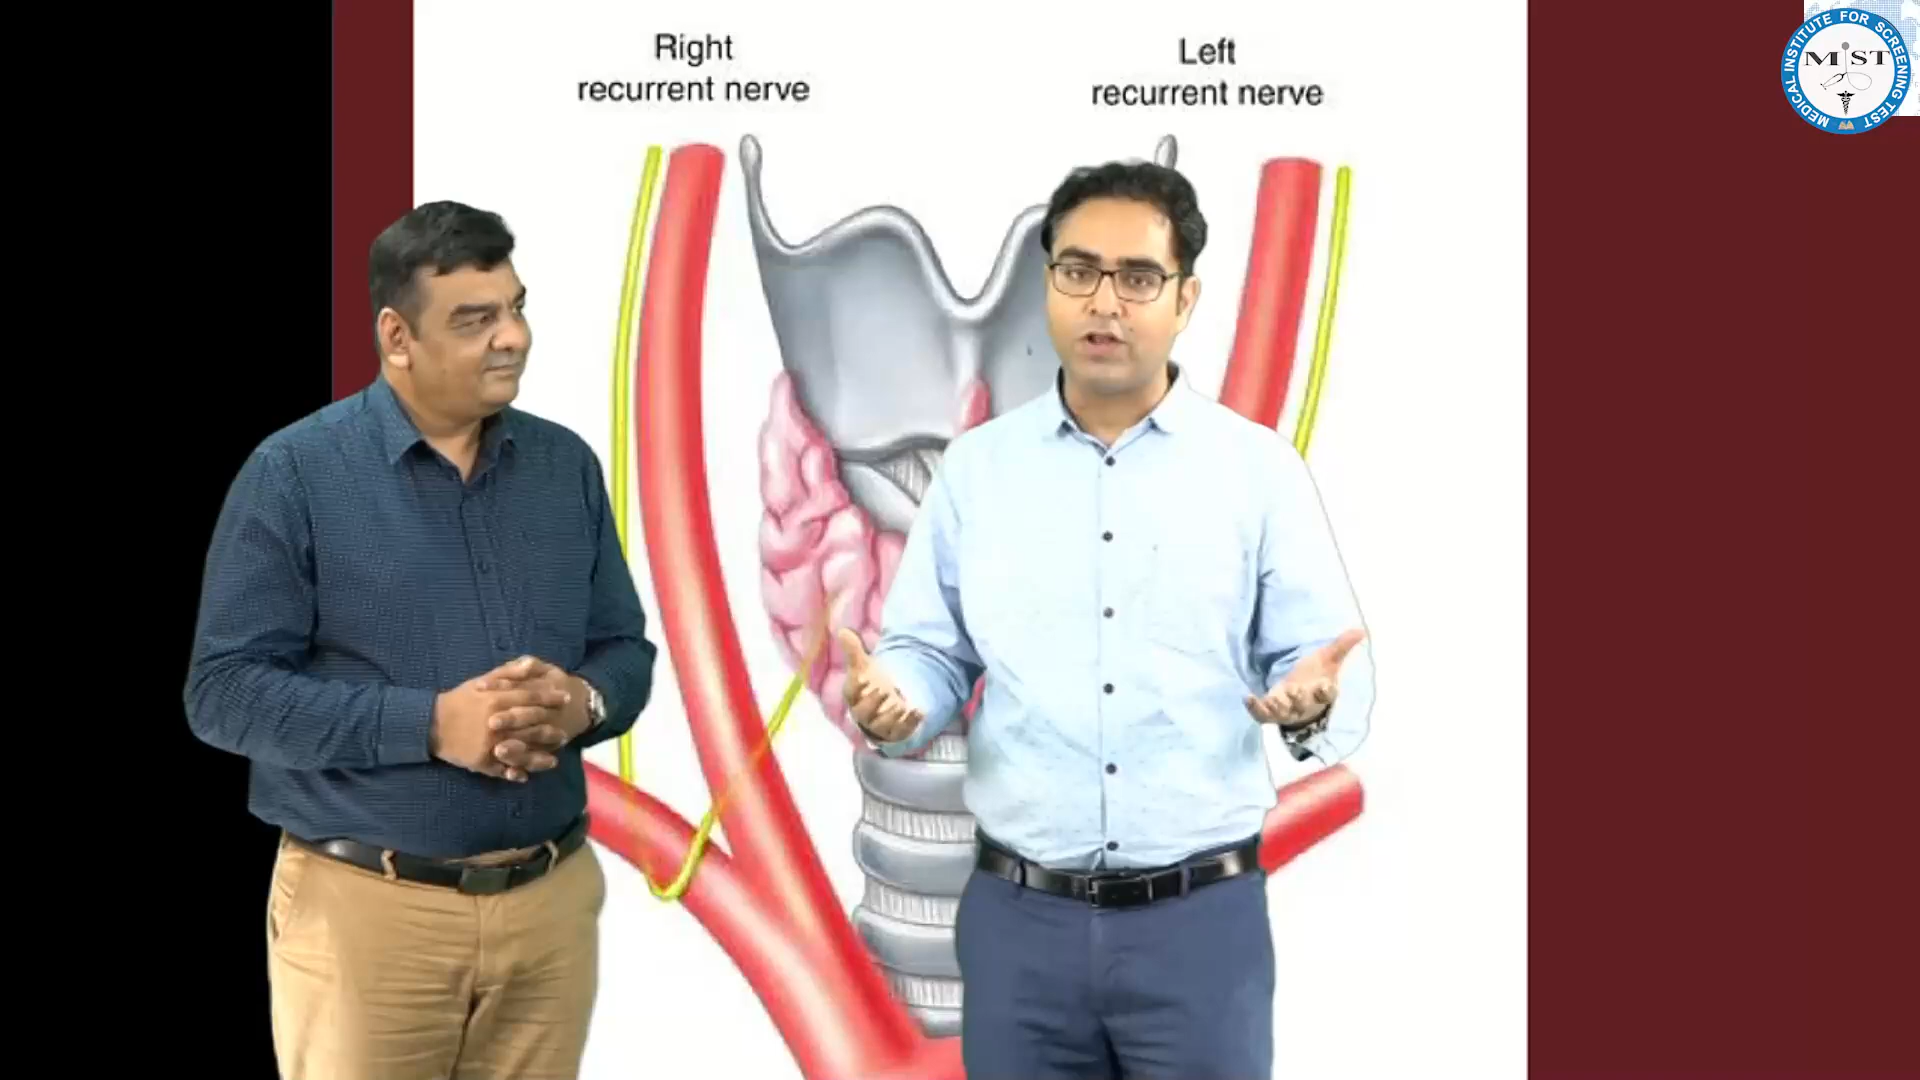 Right
recurrent nerve
Left
recurrent nerve
MEDICAL INSTITUTE FOR SCREENING TEST
MIST